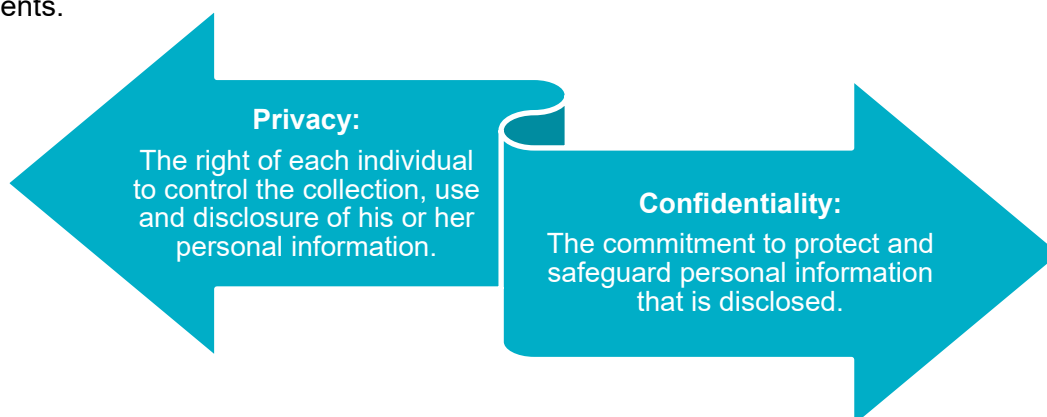 ents.
Privacy:
The right of each individual
to control the collection, use
and disclosure of his or her
personal information.
Confidentiality:
The commitment to protect and
safeguard personal information
that is disclosed.